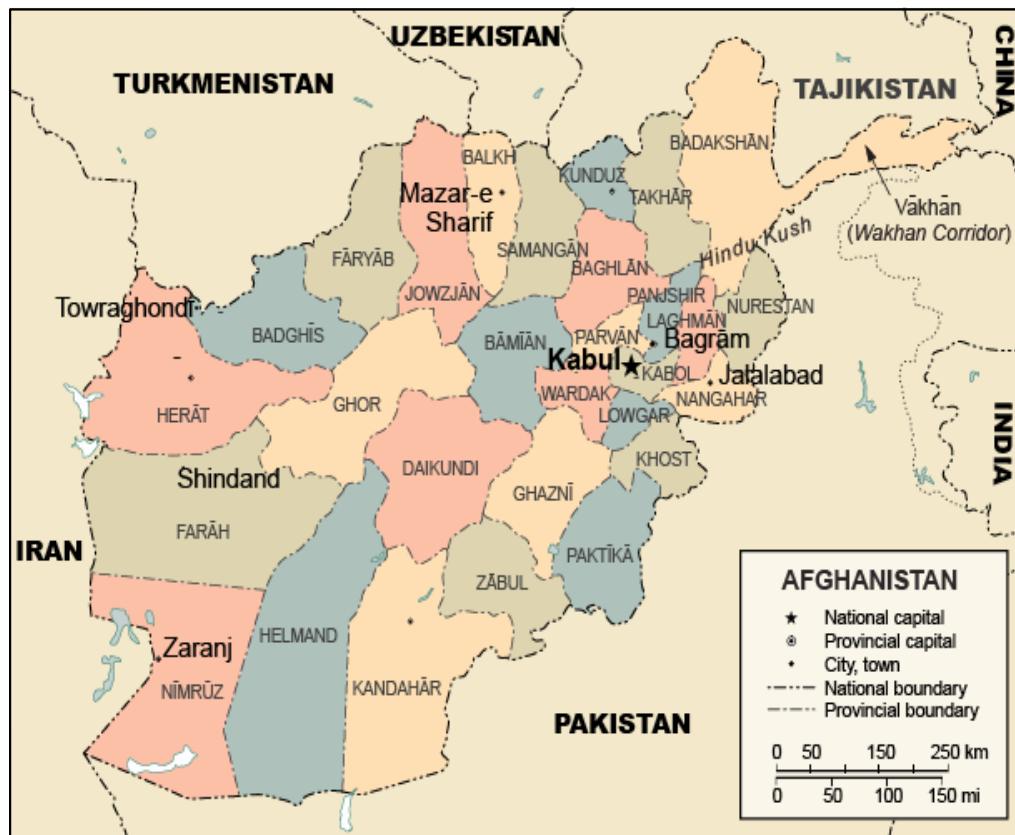 UZBEKISTAN
CHINA
TURKMENISTAN
TAJIKISTAN
BADAKSHĀN
BALKH
KUNDUZ
TAKHĀR
Mazar-e
Sharif
Vākhān
(Wakhan Corridor)
Hindu Kush
FĀRYĀB
SAMANGĀN
BAGHLĀN
JOWZJĀN
PANJSHIR
NURESTAN
Towraghondī
LAGHMĀN
BADGHĪS
BĀMĪĀN
PARVĀN
Bagrām
Kabul
KABOL
Jalalabad
HERĀT
GHOR
WARDAK
NANGAHAR
LOWGAR
INDIA
DAIKUNDI
KHOST
Shindand
GHAZNĪ
FARĀH
IRAN
PAKTĪKĀ
ZĀBUL
HELMAND
Zaranj
NĪMRŪZ
KANDAHĀR
PAKISTAN
AFGHANISTAN
National capital
Provincial capital
City, town
National boundary
Provincial boundary
0 50 150 250 km
0 50 100 150 mi